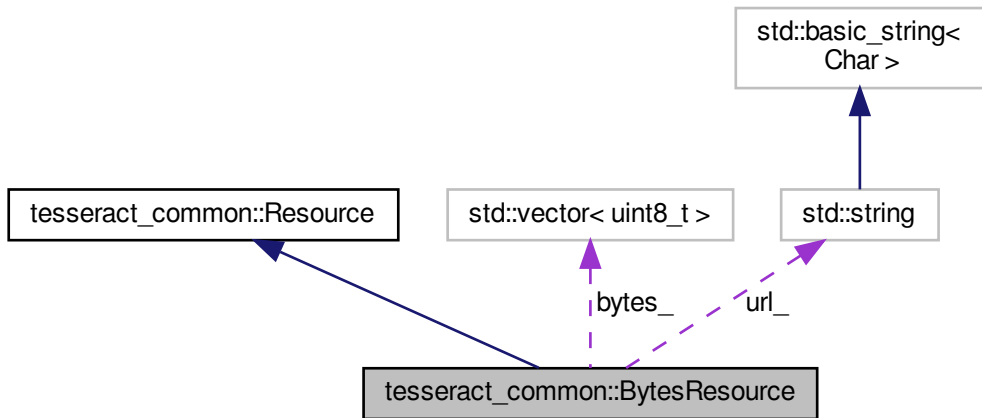 std::basic_string<
Char >
tesseract_common::Resource
std::vector< uint8_t >
std::string
bytes_
url_
tesseract_common::BytesResource